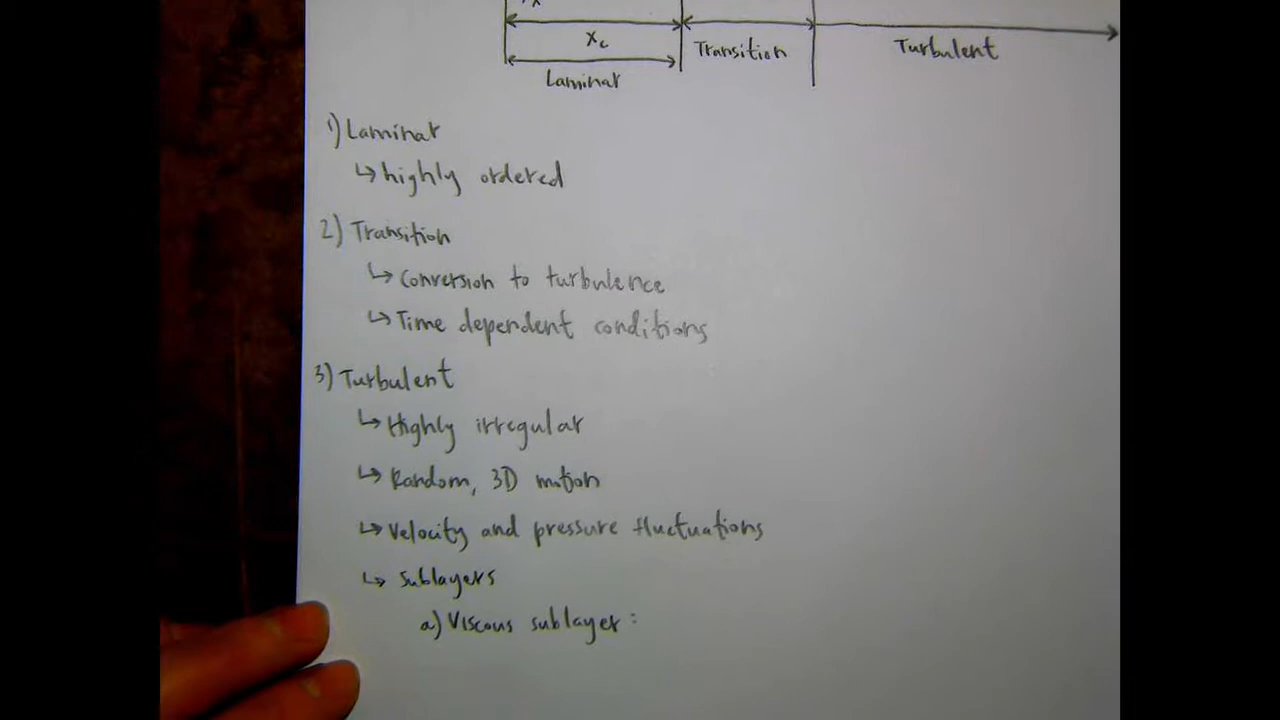 x
xc
Transition
Turbulent
Laminar
1) Laminar
↳ highly ordered
2) Transition
↳ Conversion to turbulence
↳ Time dependent conditions
3) Turbulent
↳ Highly irregular
↳ Random, 3D motion
↳ Velocity and pressure fluctuations
↳ Sublayers
a) Viscous sublayer: